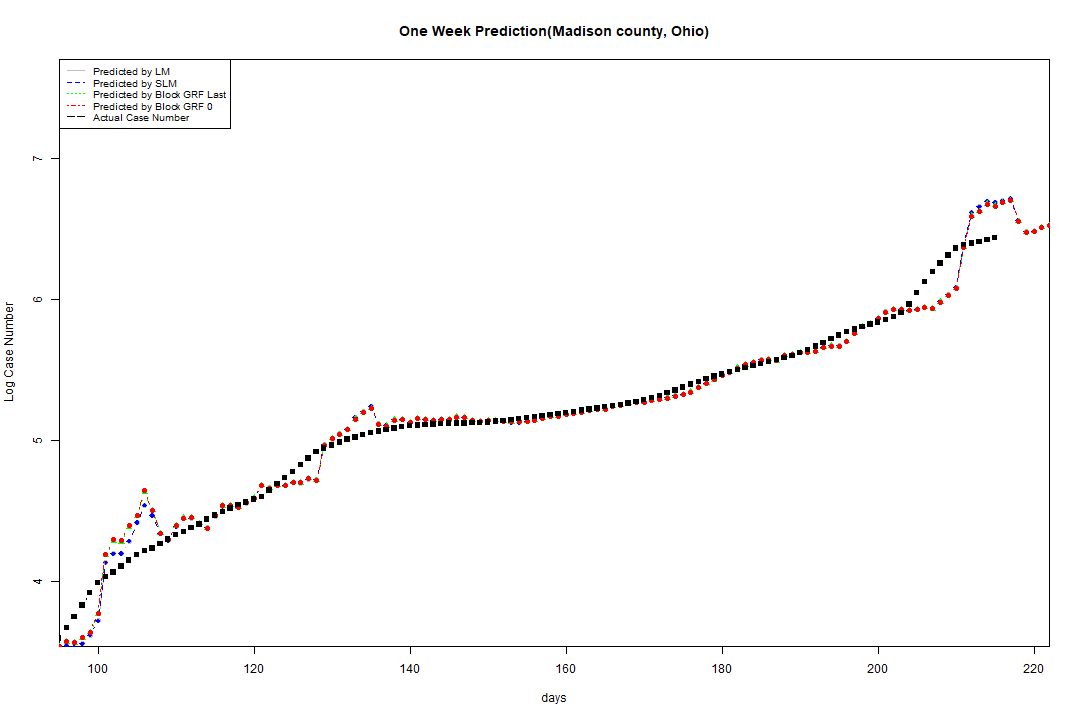 One Week Prediction(Madison county, Ohio)
Predicted by LM
Predicted by SLM
Predicted by Block GRF Last
Predicted by Block GRF 0
Actual Case Number
7
6
5
4
Log Case Number
100 120 140 160 180 200 220
days